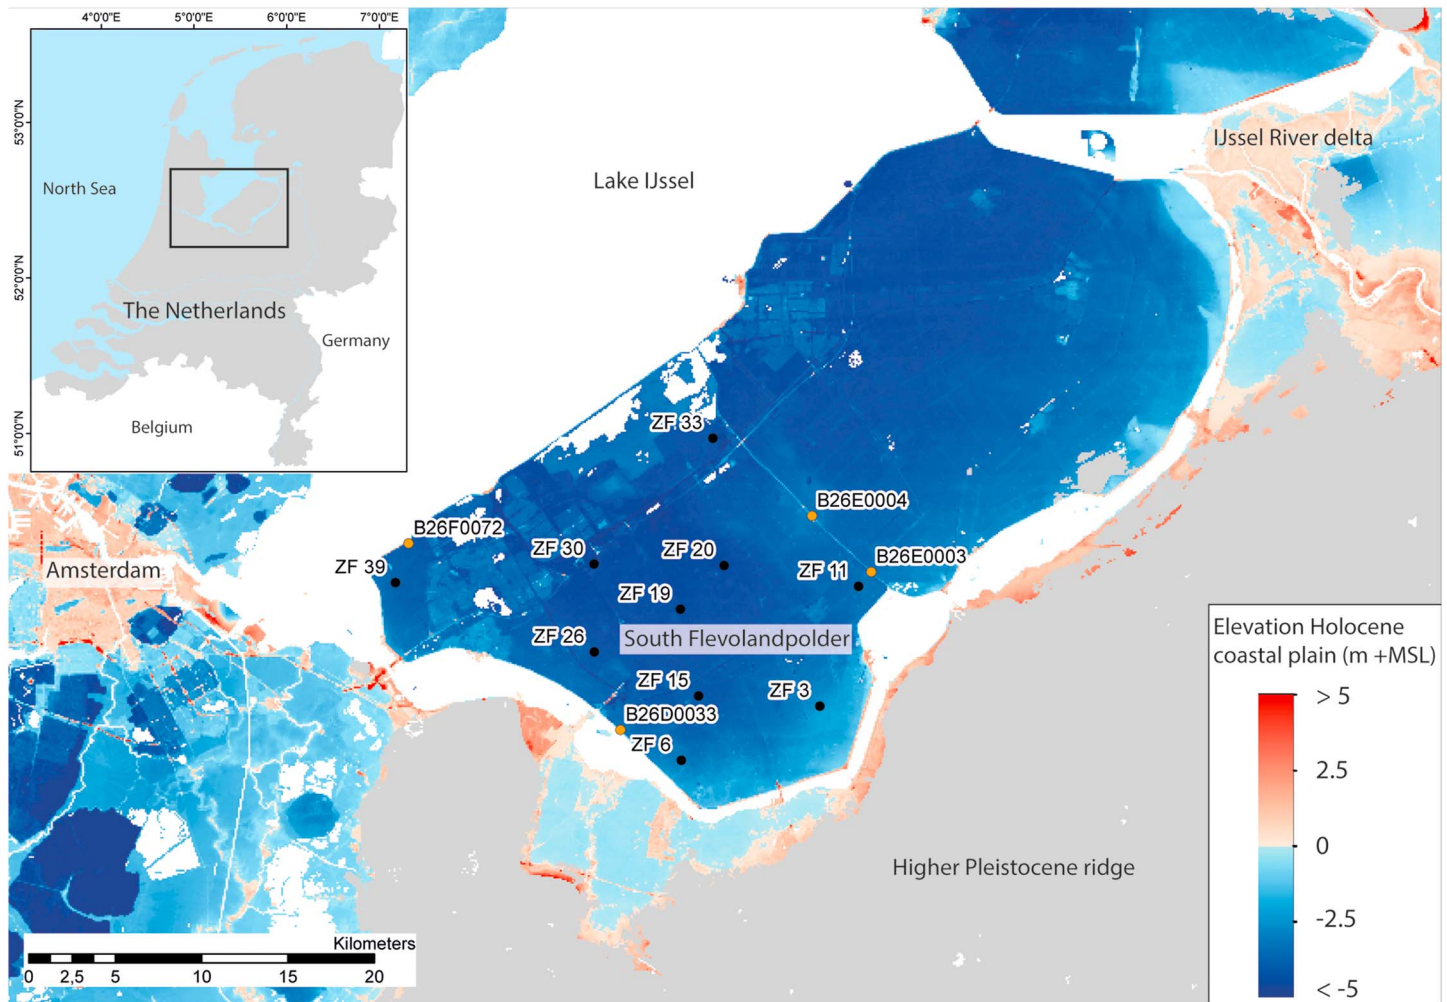 4°0'0"E
5°0'0"E
6°0'0"E
7°0'0"E
53°0'0"N
52°0'0"N
51°0'0"N
North Sea
The Netherlands
Germany
Belgium
Lake IJssel
IJssel River delta
ZF 33
B26E0004
B26F0072
B26E0003
ZF 30
ZF 20
ZF 39
ZF 11
Amsterdam
ZF 19
ZF 26
South Flevolandpolder
ZF 15
ZF 3
B26D0033
ZF 6
Higher Pleistocene ridge
Elevation Holocene
coastal plain (m +MSL)
> 5
2.5
0
-2.5
< -5
Kilometers
0 2,5 5 10 15 20